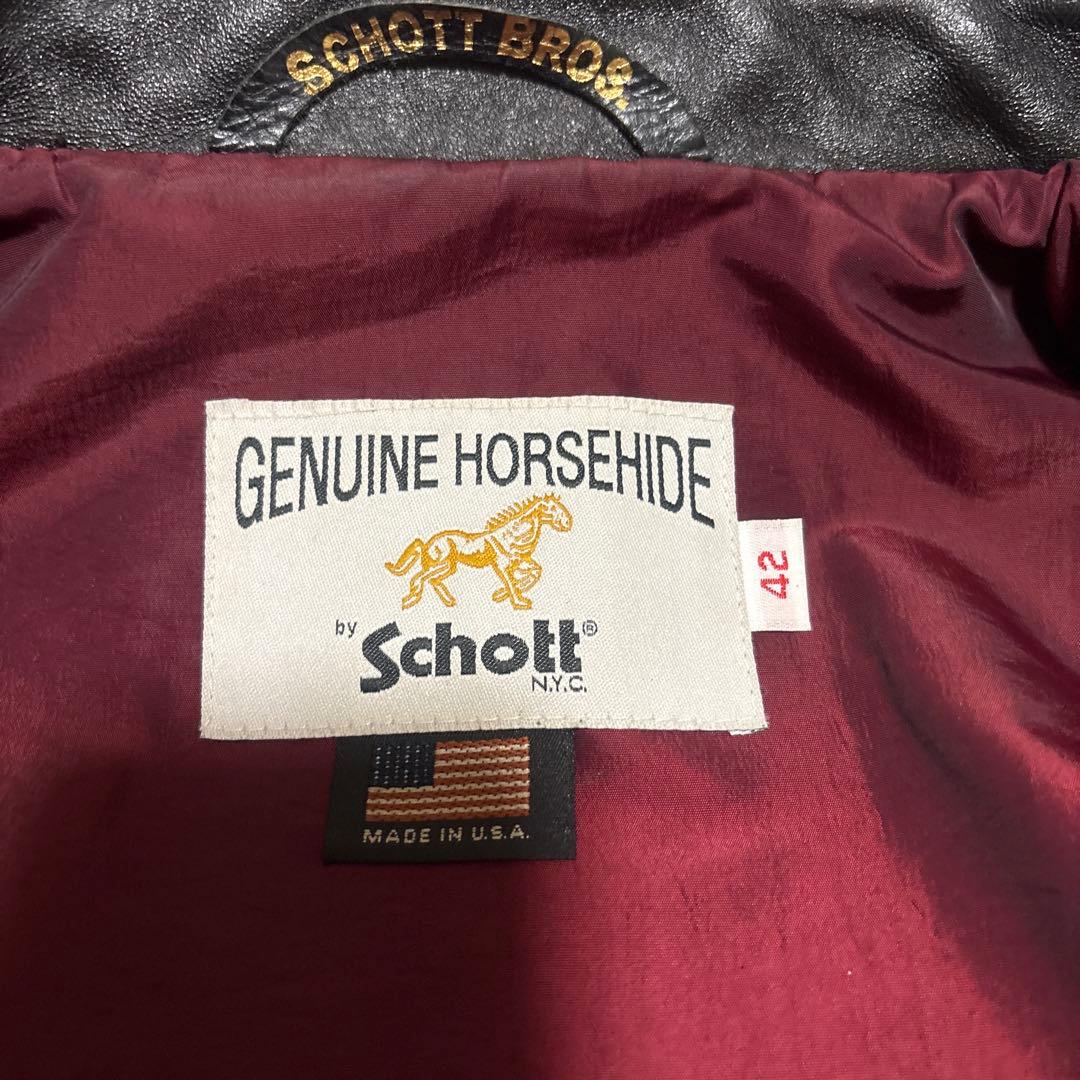 SCHOTT BROS.
GENUINE HORSEHIDE
by Schott®
N.Y.C.
42
MADE IN U.S.A.